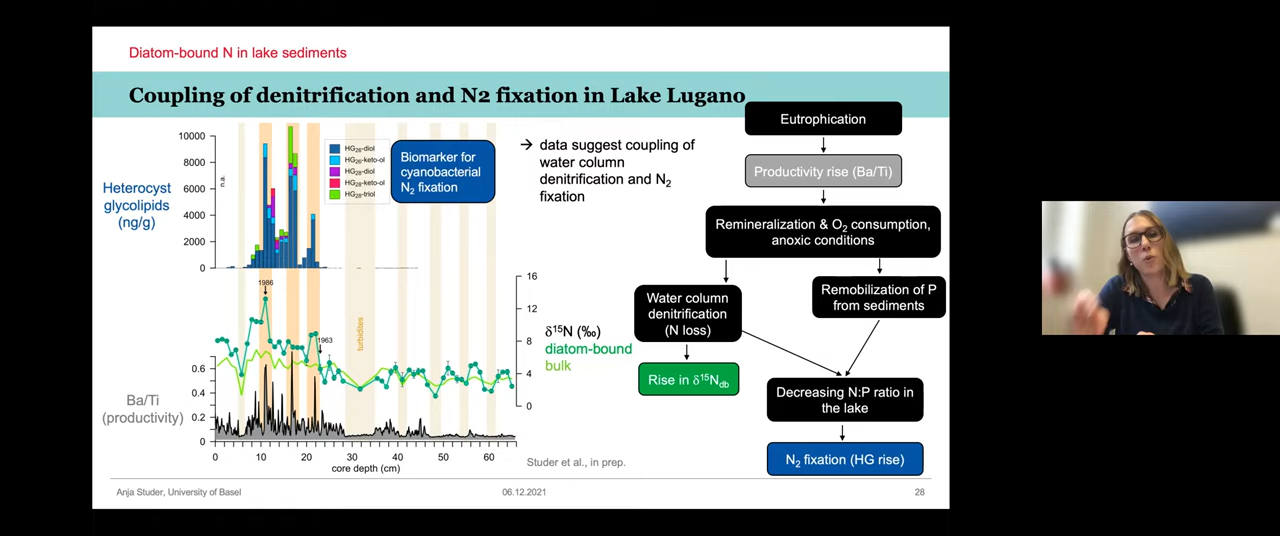 Diatom-bound N in lake sediments
Coupling of denitrification and N2 fixation in Lake Lugano
10000
8000
6000
4000
2000
0
Heterocyst
glycolipids
(ng/g)
n.a.
HG26-diol
HG26-keto-ol
HG28-diol
HG28-keto-ol
HG28-triol
Biomarker for
cyanobacterial
N2 fixation
→ data suggest coupling of
water column
denitrification and N2
fixation
1986
1963
turbidites
16
12
8
4
0
δ15N (‰)
diatom-bound
bulk
0.6
0.4
0.2
0
Ba/Ti
(productivity)
0 10 20 30 40 50 60
core depth (cm)
Studer et al., in prep.
Eutrophication
Productivity rise (Ba/Ti)
Remineralization & O2 consumption,
anoxic conditions
Water column
denitrification
(N loss)
Remobilization of P
from sediments
Rise in δ15Ndb
Decreasing N:P ratio in
the lake
N2 fixation (HG rise)
Anja Studer, University of Basel
06.12.2021
28